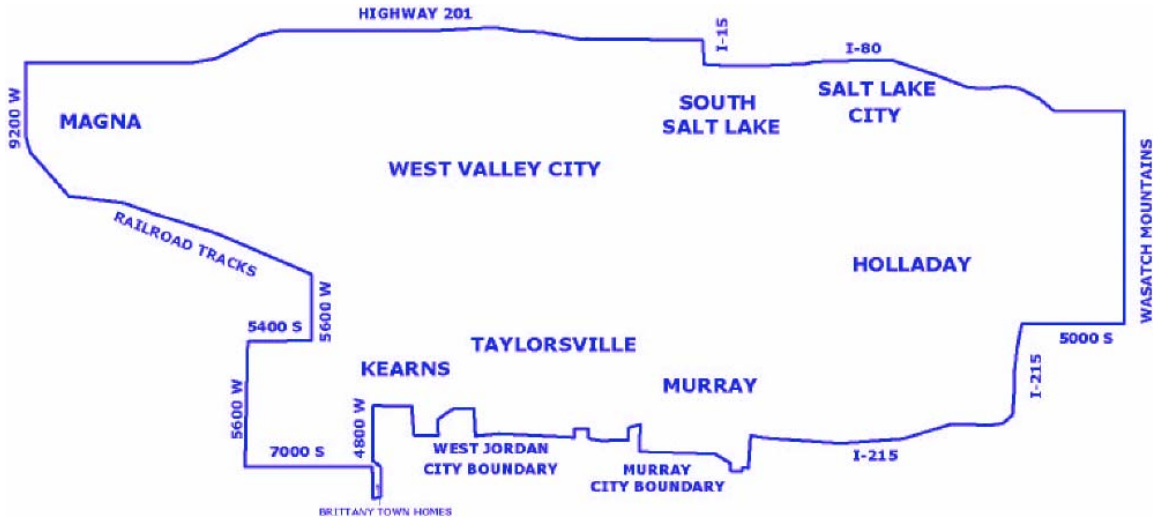 HIGHWAY 201
I-15
I-80
9200 W
MAGNA
SOUTH
SALT LAKE
SALT LAKE
CITY
WEST VALLEY CITY
WASATCH MOUNTAINS
RAILROAD TRACKS
HOLLADAY
5400 S
5600 W
5000 S
TAYLORSVILLE
KEARNS
MURRAY
I-215
5600 W
4800 W
7000 S
WEST JORDAN
CITY BOUNDARY
MURRAY
CITY BOUNDARY
I-215
BRITTANY TOWN HOMES